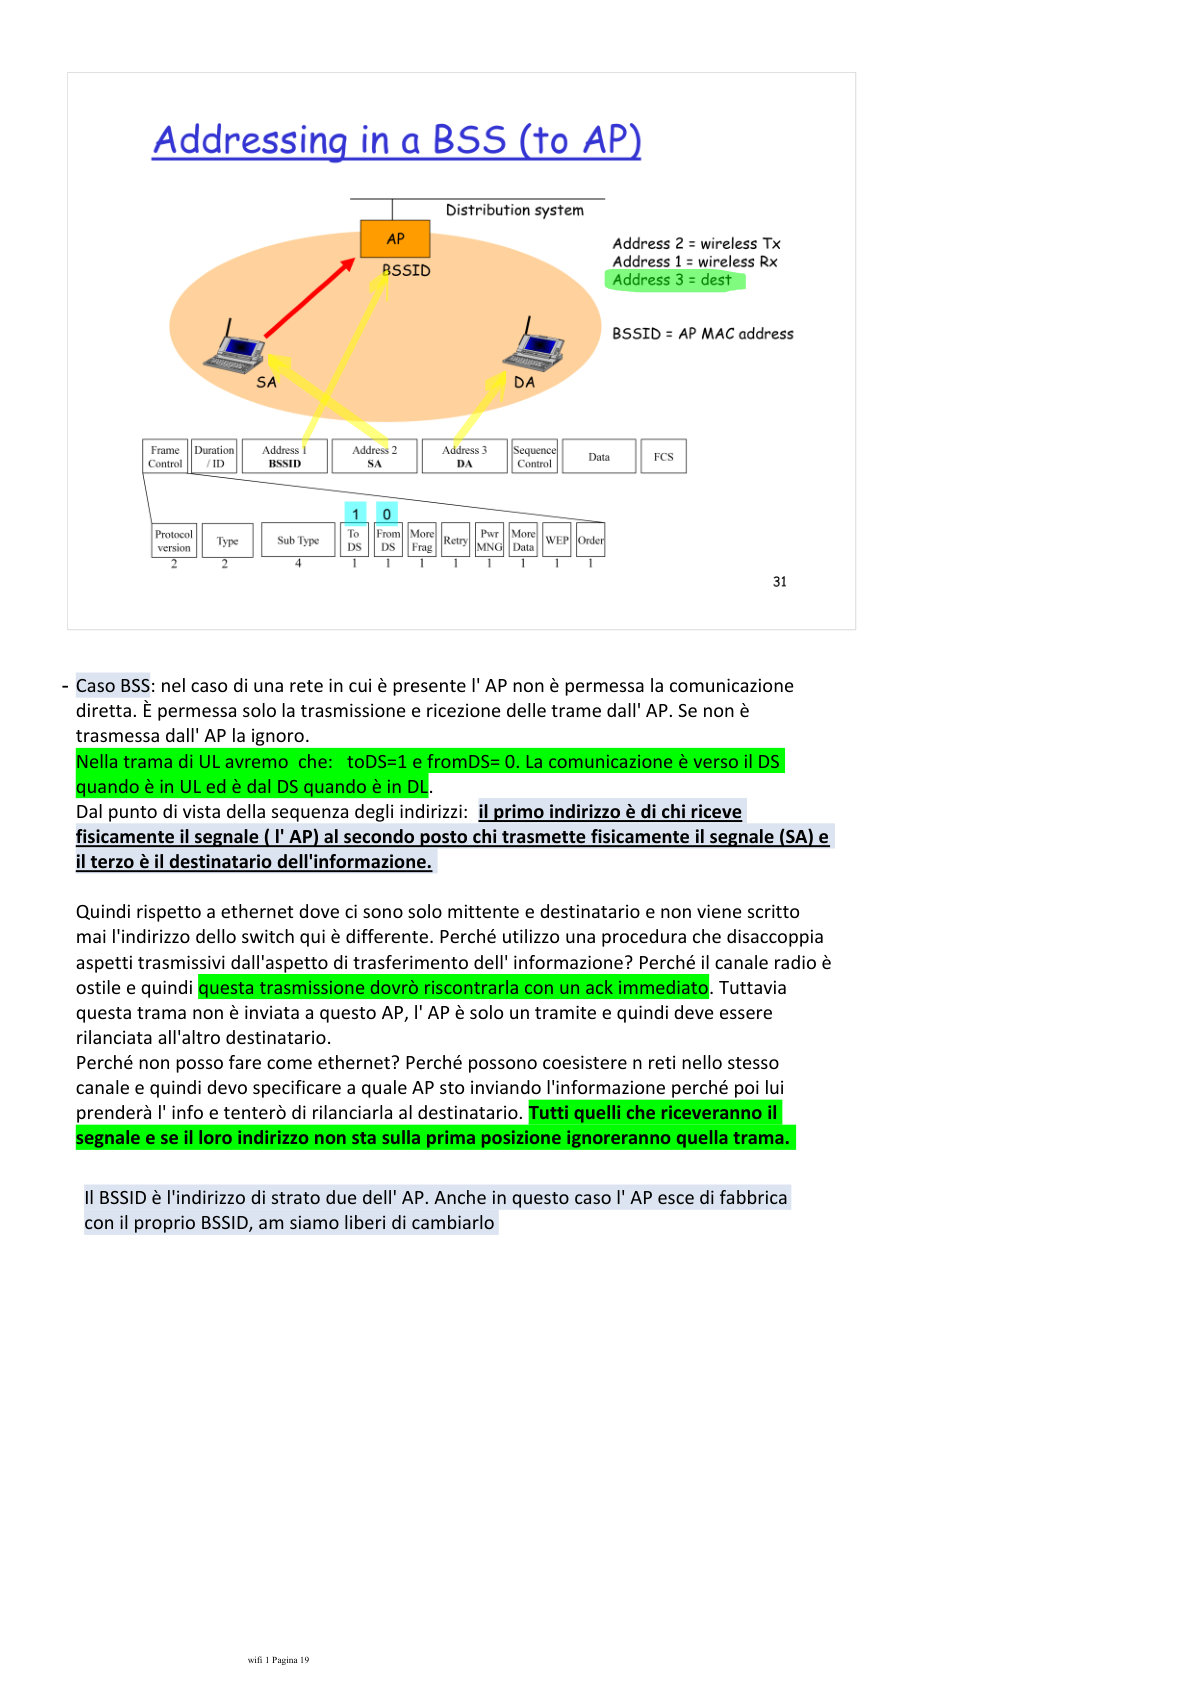 Addressing in a BSS (to AP)
Distribution system
AP
BSSID
Address 2 = wireless Tx
Address 1 = wireless Rx
Address 3 = dest
BSSID = AP MAC address
SA
DA
Frame Control
Duration / ID
Address 1 BSSID
Address 2 SA
Address 3 DA
Sequence Control
Data
FCS
1 0
Protocol version
Type
Sub Type
To DS
From DS
More Frag
Retry
Pwr MNG
More Data
WEP
Order
2 2 4 1 1 1 1 1 1 1 1
31
- Caso BSS: nel caso di una rete in cui è presente l' AP non è permessa la comunicazione
diretta. È permessa solo la trasmissione e ricezione delle trame dall' AP. Se non è
trasmessa dall' AP la ignoro.
Nella trama di UL avremo che: toDS=1 e fromDS= 0. La comunicazione è verso il DS
quando è in UL ed è dal DS quando è in DL.
Dal punto di vista della sequenza degli indirizzi: il primo indirizzo è di chi riceve
fisicamente il segnale ( l' AP) al secondo posto chi trasmette fisicamente il segnale (SA) e
il terzo è il destinatario dell'informazione.
Quindi rispetto a ethernet dove ci sono solo mittente e destinatario e non viene scritto
mai l'indirizzo dello switch qui è differente. Perché utilizzo una procedura che disaccoppia
aspetti trasmissivi dall'aspetto di trasferimento dell' informazione? Perché il canale radio è
ostile e quindi questa trasmissione dovrò riscontrarla con un ack immediato. Tuttavia
questa trama non è inviata a questo AP, l' AP è solo un tramite e quindi deve essere
rilanciata all'altro destinatario.
Perché non posso fare come ethernet? Perché possono coesistere n reti nello stesso
canale e quindi devo specificare a quale AP sto inviando l'informazione perché poi lui
prenderà l' info e tenterò di rilanciarla al destinatario. Tutti quelli che riceveranno il
segnale e se il loro indirizzo non sta sulla prima posizione ignoreranno quella trama.
Il BSSID è l'indirizzo di strato due dell' AP. Anche in questo caso l' AP esce di fabbrica
con il proprio BSSID, am siamo liberi di cambiarlo
wifi 1 Pagina 19